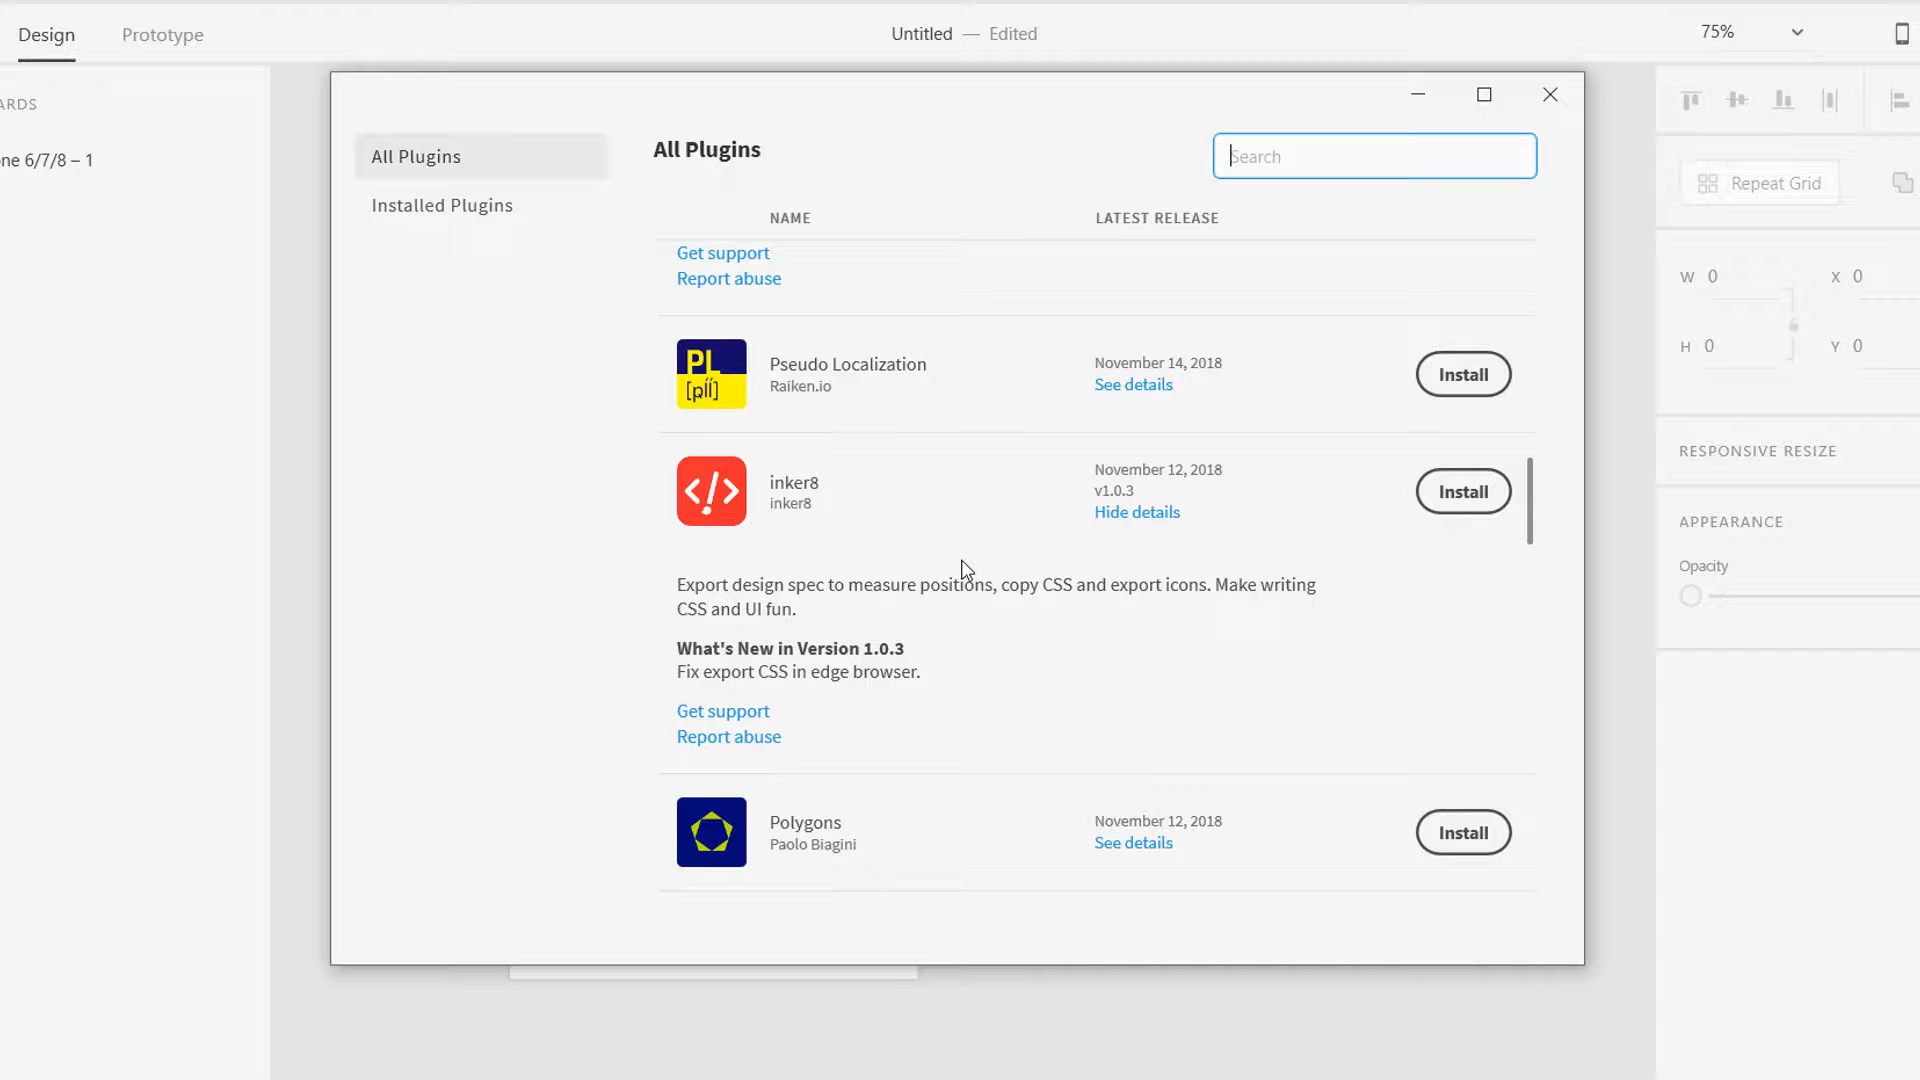 Design
Prototype
Untitled — Edited
75%
ARDS
ne 6/7/8 – 1
All Plugins
Installed Plugins
All Plugins
Search
NAME
LATEST RELEASE
Get support
Report abuse
PL
[píí]
Pseudo Localization
Raiken.io
November 14, 2018
See details
Install
inker8
inker8
November 12, 2018
v1.0.3
Hide details
Install
Export design spec to measure positions, copy CSS and export icons. Make writing
CSS and UI fun.
What's New in Version 1.0.3
Fix export CSS in edge browser.
Get support
Report abuse
Polygons
Paolo Biagini
November 12, 2018
See details
Install
Repeat Grid
W 0
X 0
H 0
Y 0
RESPONSIVE RESIZE
APPEARANCE
Opacity